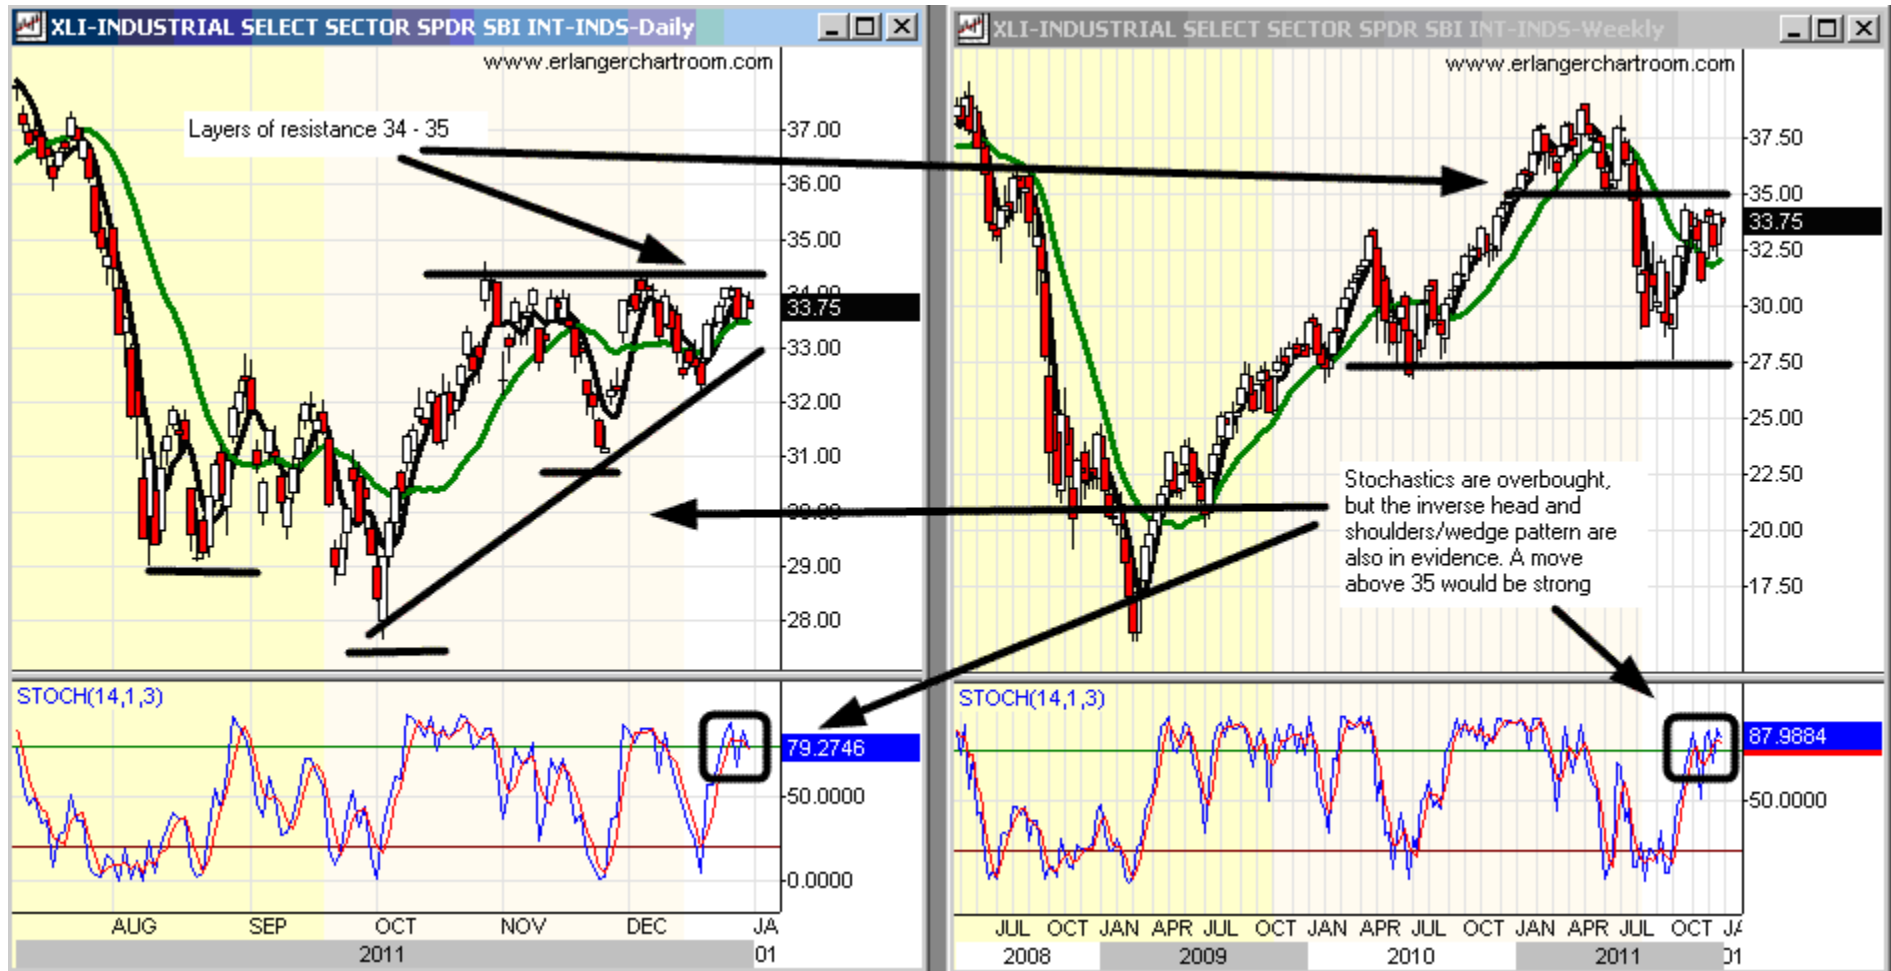 XLI-INDUSTRIAL SELECT SECTOR SPDR SBI INT-INDS-Daily
www.erlangerchartroom.com
Layers of resistance 34 - 35
37.00
36.00
35.00
34.00
33.75
33.00
32.00
31.00
30.00
29.00
28.00
STOCH(14,1,3)
79.2746
50.0000
0.0000
AUG SEP OCT NOV DEC JA
2011 01
XLI-INDUSTRIAL SELECT SECTOR SPDR SBI INT-INDS-Weekly
www.erlangerchartroom.com
37.50
35.00
33.75
32.50
30.00
27.50
25.00
22.50
20.00
17.50
Stochastics are overbought,
but the inverse head and
shoulders/wedge pattern are
also in evidence. A move
above 35 would be strong
STOCH(14,1,3)
87.9884
50.0000
JUL OCT JAN APR JUL OCT JAN APR JUL OCT JAN APR JUL OCT JA
2008 2009 2010 2011 01